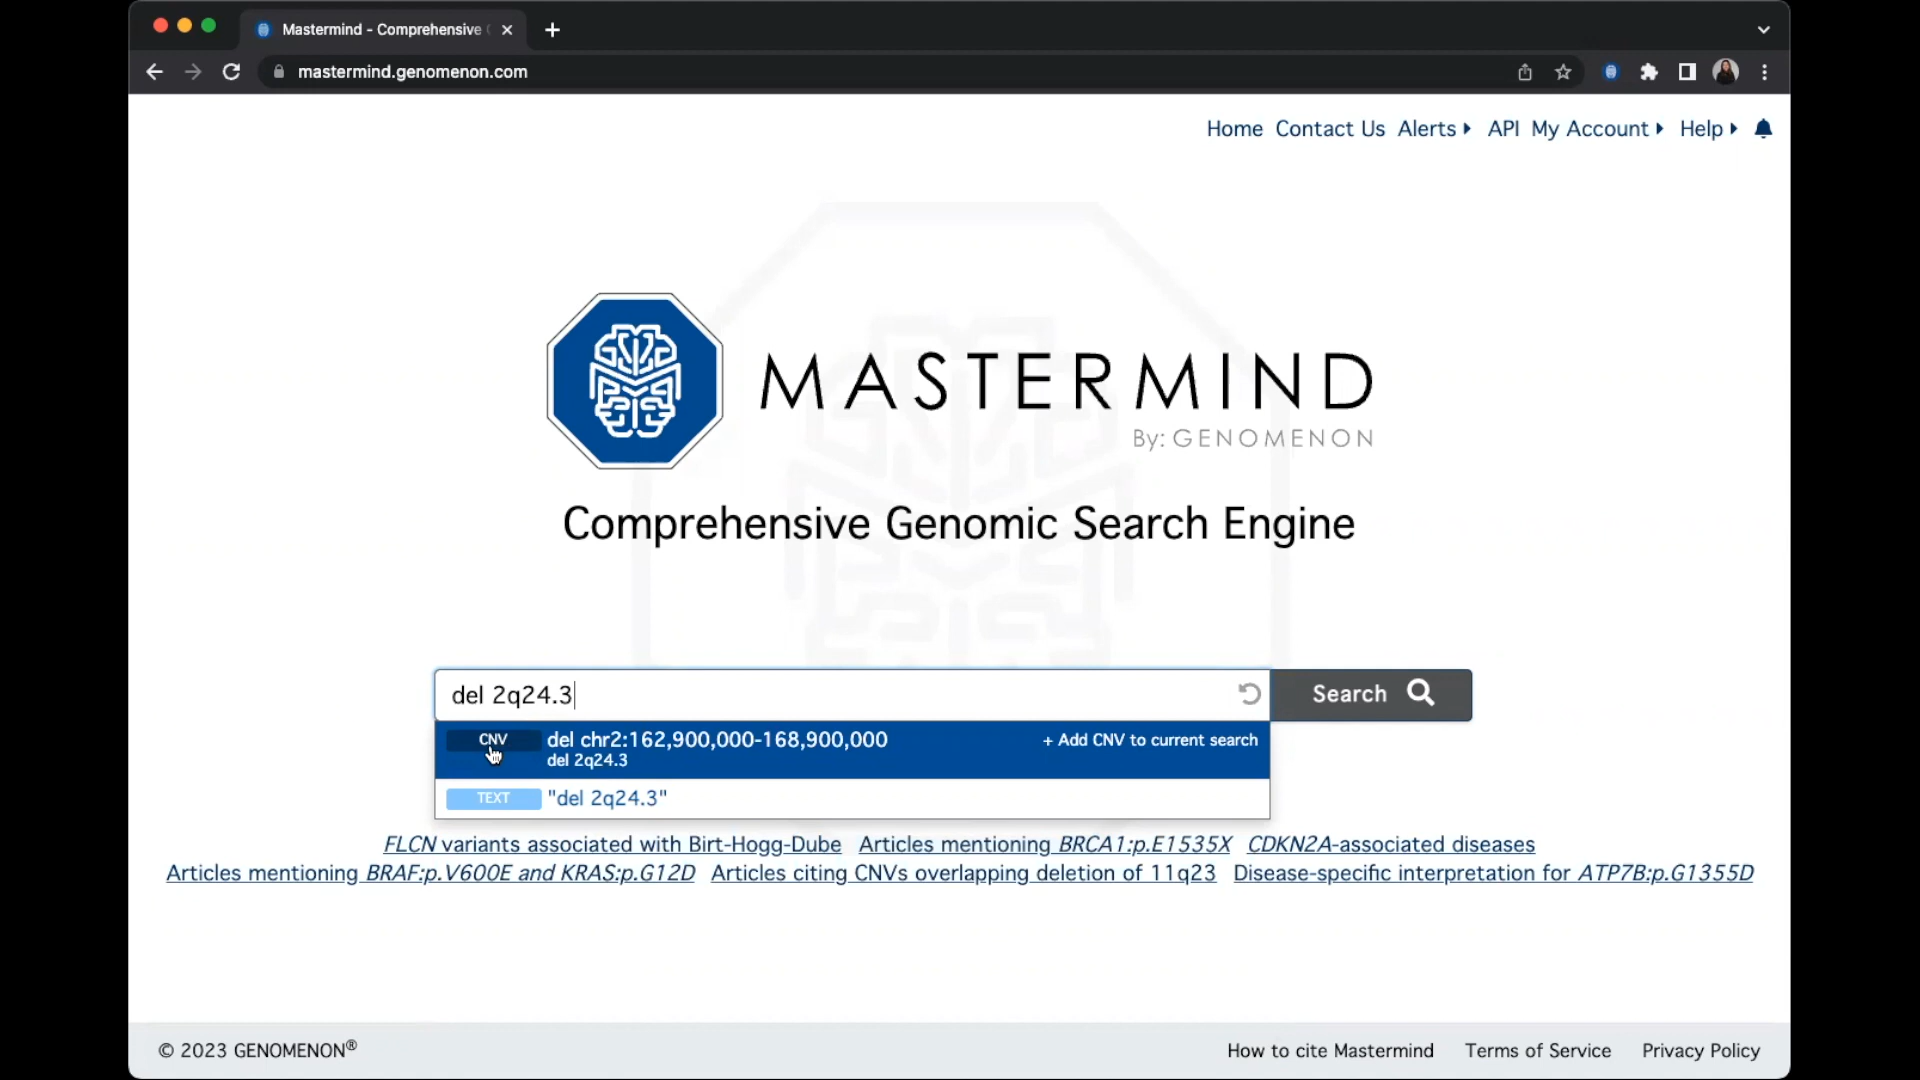 Mastermind - Comprehensive
mastermind.genomenon.com
Home Contact Us Alerts API My Account Help
MASTERMIND
By: GENOMENON
Comprehensive Genomic Search Engine
del 2q24.3 Search
CNV del chr2:162,900,000-168,900,000 + Add CNV to current search
del 2q24.3
TEXT "del 2q24.3"
FLCN variants associated with Birt-Hogg-Dube Articles mentioning BRCA1:p.E1535X CDKN2A-associated diseases
Articles mentioning BRAF:p.V600E and KRAS:p.G12D Articles citing CNVs overlapping deletion of 11q23 Disease-specific interpretation for ATP7B:p.G1355D
© 2023 GENOMENON® How to cite Mastermind Terms of Service Privacy Policy